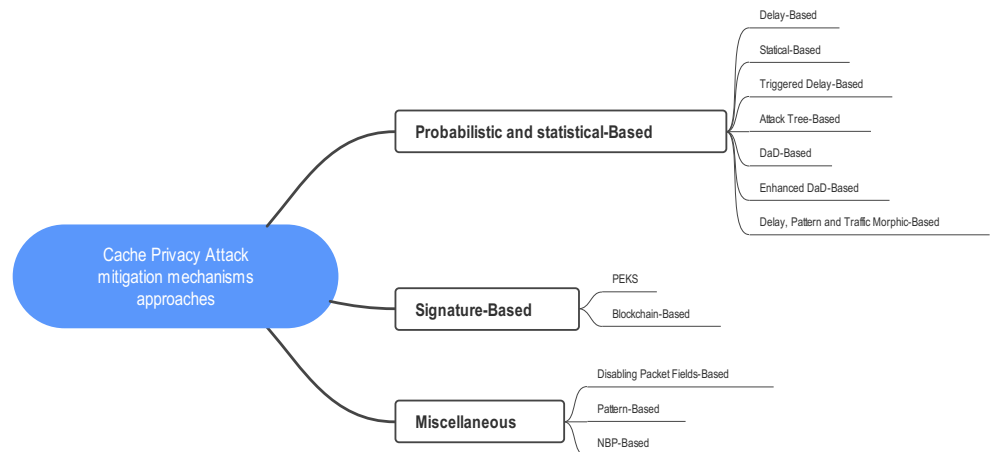 Cache Privacy Attack
mitigation mechanisms
approaches
Probabilistic and statistical-Based
Delay-Based
Statical-Based
Triggered Delay-Based
Attack Tree-Based
DaD-Based
Enhanced DaD-Based
Delay, Pattern and Traffic Morphic-Based
Signature-Based
PEKS
Blockchain-Based
Miscellaneous
Disabling Packet Fields-Based
Pattern-Based
NBP-Based